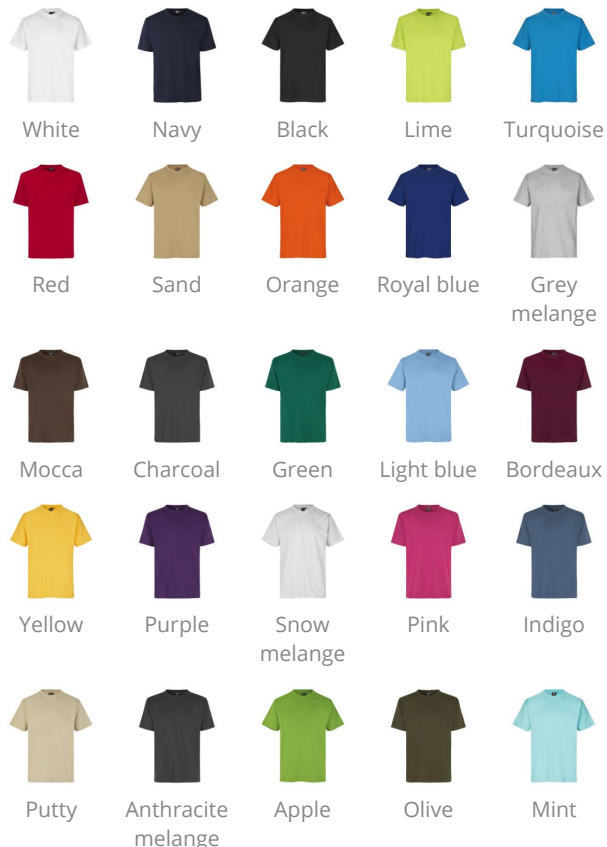 White
Navy
Black
Lime
Turquoise
Red
Sand
Orange
Royal blue
Grey
melange
Mocca
Charcoal
Green
Light blue
Bordeaux
Yellow
Purple
Snow
melange
Pink
Indigo
Putty
Anthracite
melange
Apple
Olive
Mint